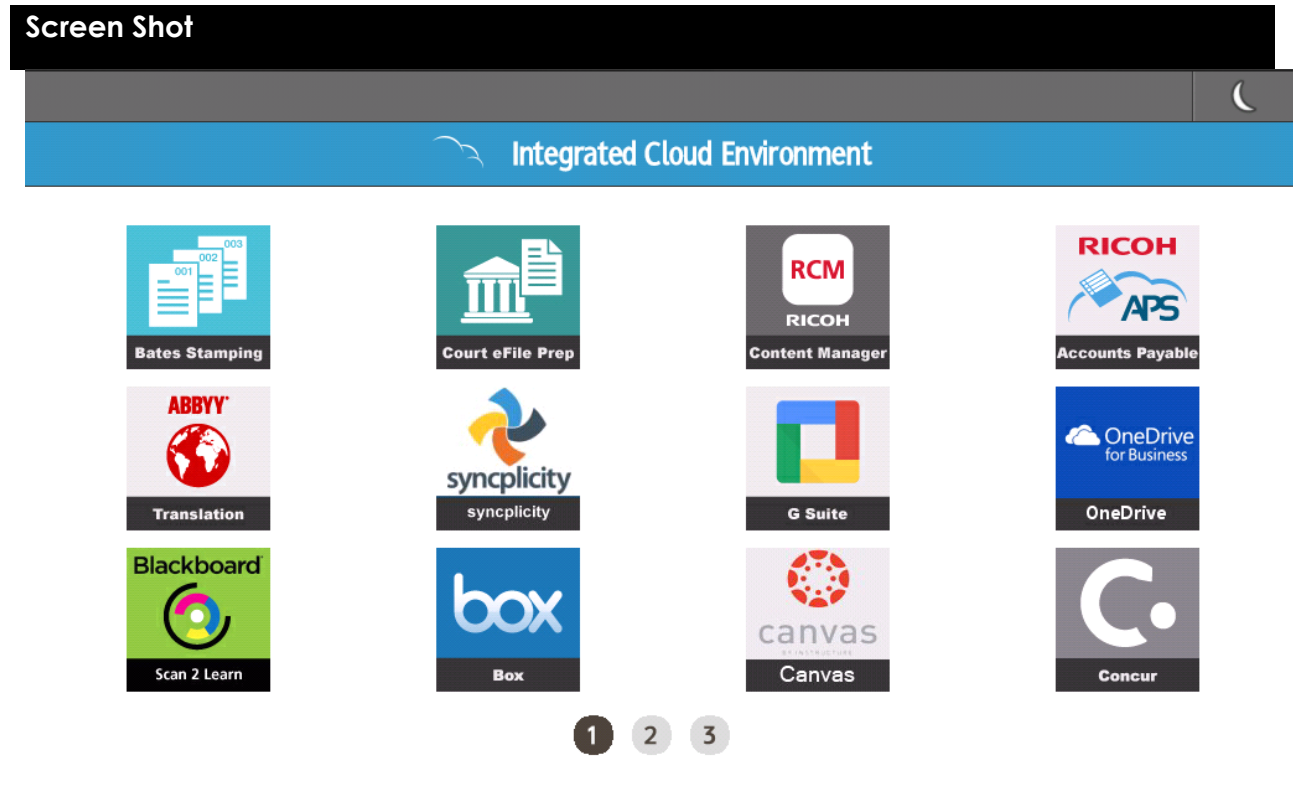 Screen Shot
Integrated Cloud Environment
001
002
003
Bates Stamping
Court eFile Prep
RCM
RICOH
Content Manager
RICOH
APS
Accounts Payable
ABBYY
Translation
syncplicity
syncplicity
G Suite
OneDrive
for Business
OneDrive
Blackboard
Scan 2 Learn
box
Box
canvas
BY INSTRUCTURE
Canvas
C.
Concur
1 2 3